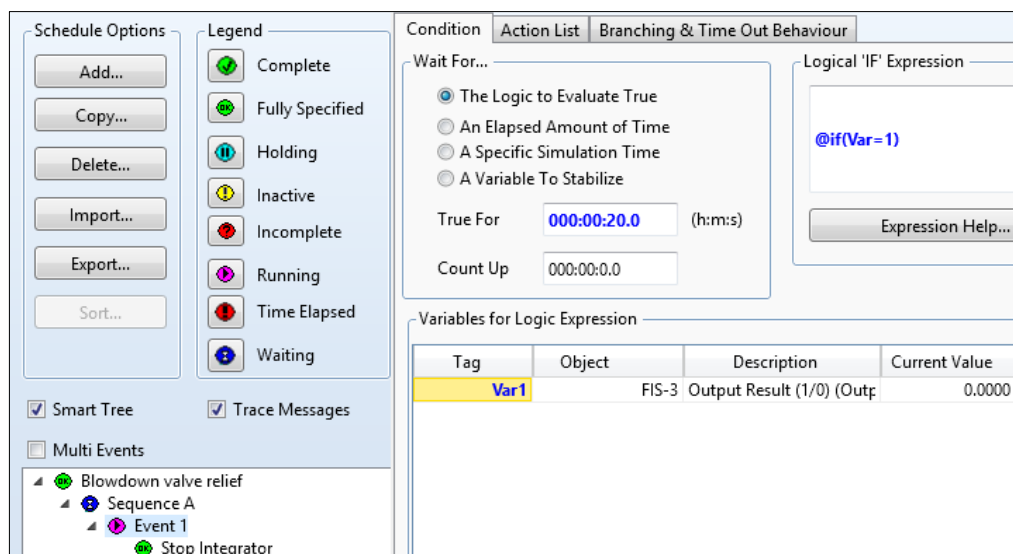 Schedule Options
Add...
Copy...
Delete...
Import...
Export...
Sort...
Legend
Complete
Fully Specified
Holding
Inactive
Incomplete
Running
Time Elapsed
Waiting
Smart Tree
Trace Messages
Multi Events
OK Blowdown valve relief
Sequence A
Event 1
OK Stop Integrator
Condition Action List Branching & Time Out Behaviour
Wait For...
The Logic to Evaluate True
An Elapsed Amount of Time
A Specific Simulation Time
A Variable To Stabilize
True For 000:00:20.0 (h:m:s)
Count Up 000:00:0.0
Logical 'IF' Expression
@if(Var=1)
Expression Help...
Variables for Logic Expression
Tag Object Description Current Value
Var1 FIS-3 Output Result (1/0) (Outp 0.0000